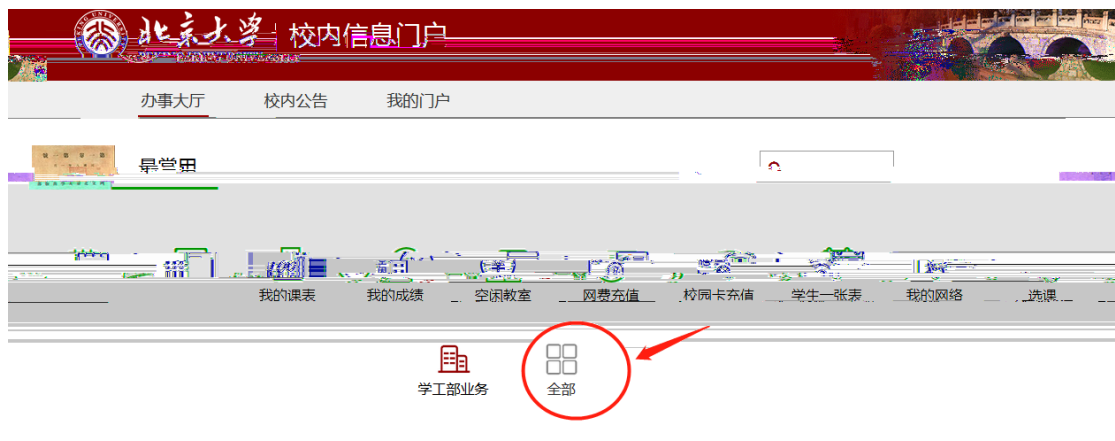 北京大学 校内信息门户
办事大厅 校内公告 我的门户
我的课表 我的成绩 空闲教室 网费充值 校园卡充值 学生一张表 我的网络 选课
学工部业务 全部